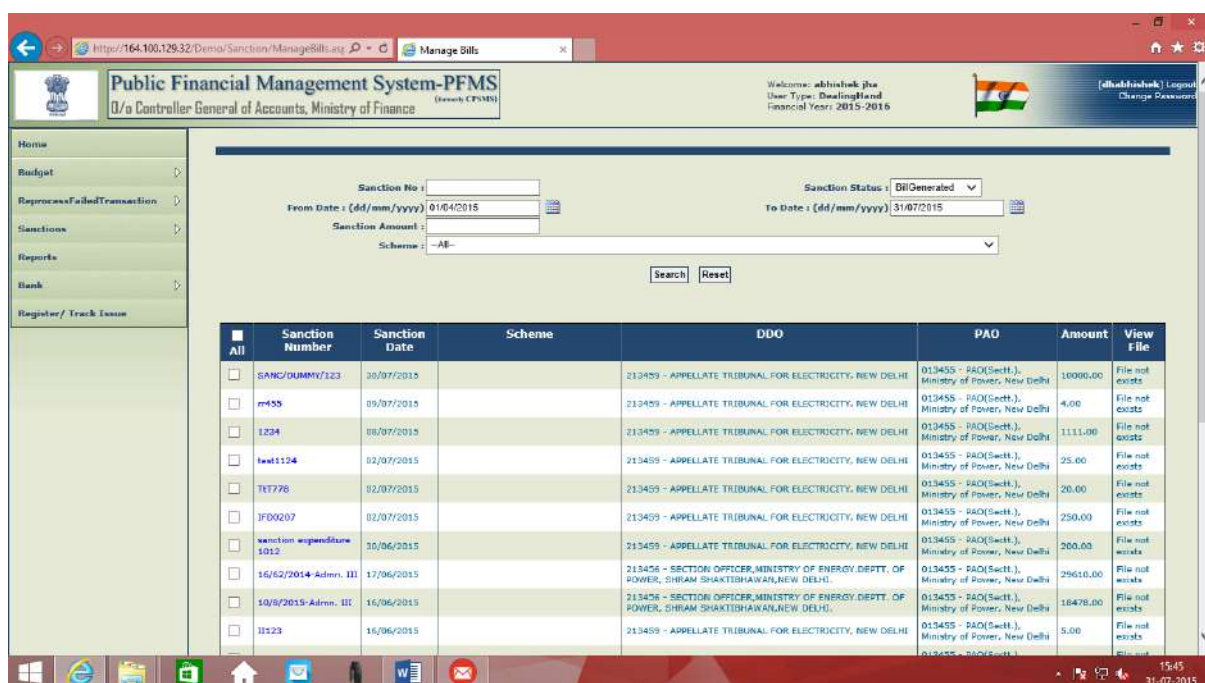 http://164.100.129.32/Demo/Sanction/ManageBills.asp
Manage Bills
Public Financial Management System-PFMS
(formerly CPSMS)
O/o Controller General of Accounts, Ministry of Finance
Welcome: abhishek jha
User Type: DealingHand
Financial Year: 2015-2016
[dhabhishek] Logout
Change Password
Home
Budget
ReprocessFailedTransaction
Sanctions
Reports
Bank
Register/ Track Issue
Sanction No :
Sanction Status : BillGenerated
From Date : (dd/mm/yyyy) 01/04/2015
To Date : (dd/mm/yyyy) 31/07/2015
Sanction Amount :
Scheme : --All--
Search Reset
All Sanction Number Sanction Date Scheme DDO PAO Amount View File
SANC/DUMMY/123 30/07/2015 213459 - APPELLATE TRIBUNAL FOR ELECTRICITY, NEW DELHI 013455 - PAO(Sectt.), Ministry of Power, New Delhi 10000.00 File not exists
rr455 09/07/2015 213459 - APPELLATE TRIBUNAL FOR ELECTRICITY, NEW DELHI 013455 - PAO(Sectt.), Ministry of Power, New Delhi 4.00 File not exists
1234 08/07/2015 213459 - APPELLATE TRIBUNAL FOR ELECTRICITY, NEW DELHI 013455 - PAO(Sectt.), Ministry of Power, New Delhi 1111.00 File not exists
test1124 02/07/2015 213459 - APPELLATE TRIBUNAL FOR ELECTRICITY, NEW DELHI 013455 - PAO(Sectt.), Ministry of Power, New Delhi 25.00 File not exists
TtT778 02/07/2015 213459 - APPELLATE TRIBUNAL FOR ELECTRICITY, NEW DELHI 013455 - PAO(Sectt.), Ministry of Power, New Delhi 20.00 File not exists
IFD0207 02/07/2015 213459 - APPELLATE TRIBUNAL FOR ELECTRICITY, NEW DELHI 013455 - PAO(Sectt.), Ministry of Power, New Delhi 250.00 File not exists
sanction expenditure 1012 30/06/2015 213459 - APPELLATE TRIBUNAL FOR ELECTRICITY, NEW DELHI 013455 - PAO(Sectt.), Ministry of Power, New Delhi 200.00 File not exists
16/62/2014-Admn. III 17/06/2015 213456 - SECTION OFFICER,MINISTRY OF ENERGY.DEPTT. OF POWER, SHRAM SHAKTIBHAWAN,NEW DELHI. 013455 - PAO(Sectt.), Ministry of Power, New Delhi 29610.00 File not exists
10/8/2015-Admn. III 16/06/2015 213456 - SECTION OFFICER,MINISTRY OF ENERGY.DEPTT. OF POWER, SHRAM SHAKTIBHAWAN,NEW DELHI. 013455 - PAO(Sectt.), Ministry of Power, New Delhi 18478.00 File not exists
II123 16/06/2015 213459 - APPELLATE TRIBUNAL FOR ELECTRICITY, NEW DELHI 013455 - PAO(Sectt.), Ministry of Power, New Delhi 5.00 File not exists
15:45
31-07-2015